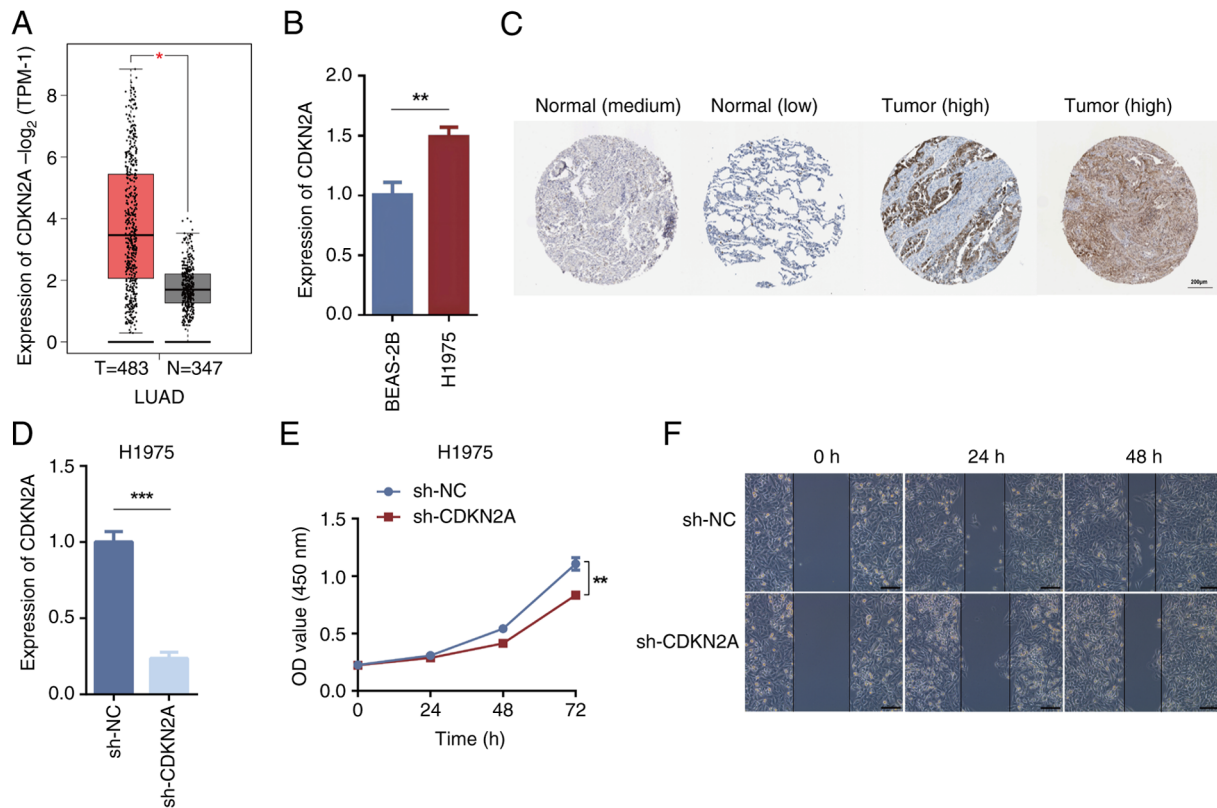 A
Expression of CDKN2A –log2 (TPM-1)
8
6
4
2
0
*
T=483
N=347
LUAD
B
Expression of CDKN2A
2.0
1.5
1.0
0.5
0.0
**
BEAS-2B
H1975
C
Normal (medium)
Normal (low)
Tumor (high)
Tumor (high)
200µm
D
H1975
Expression of CDKN2A
1.5
1.0
0.5
0.0
***
sh-NC
sh-CDKN2A
E
H1975
sh-NC
sh-CDKN2A
OD value (450 nm)
1.5
1.0
0.5
0.0
**
0
24
48
72
Time (h)
F
0 h
24 h
48 h
sh-NC
sh-CDKN2A